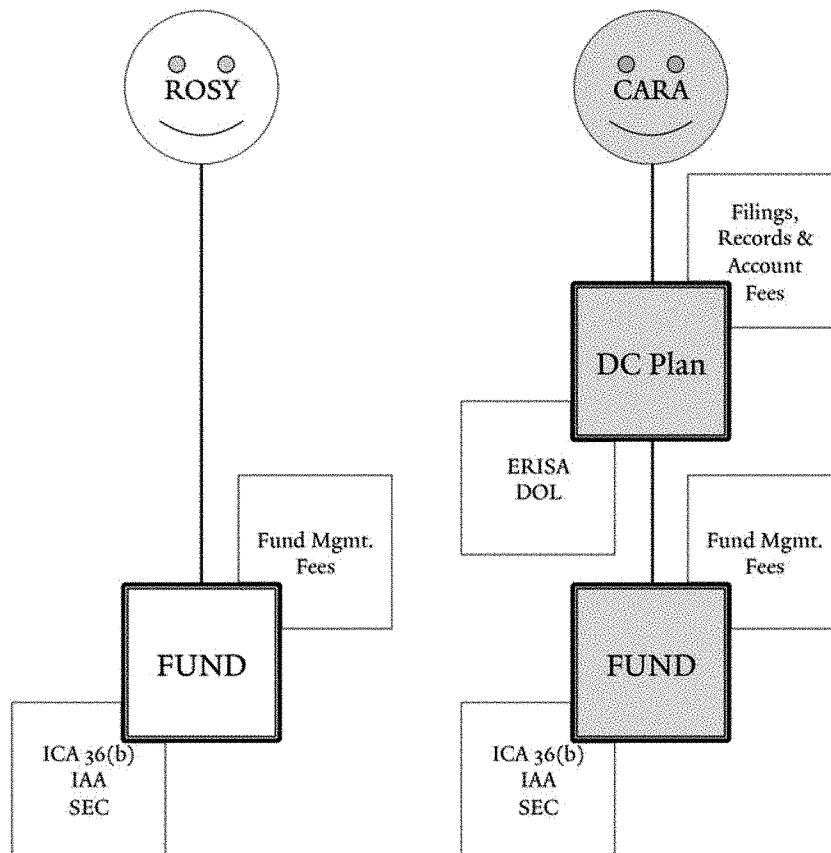 ROSY
CARA
Filings,
Records &
Account
Fees
DC Plan
ERISA
DOL
Fund Mgmt.
Fees
Fund Mgmt.
Fees
FUND
FUND
ICA 36(b)
IAA
SEC
ICA 36(b)
IAA
SEC